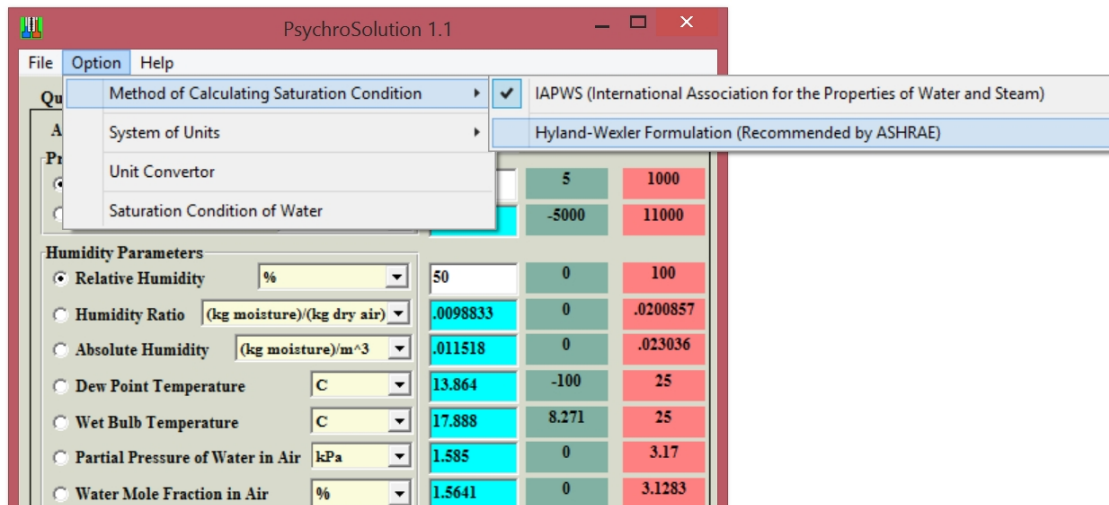 PsychroSolution 1.1
File Option Help
Method of Calculating Saturation Condition
IAPWS (International Association for the Properties of Water and Steam)
System of Units
Hyland-Wexler Formulation (Recommended by ASHRAE)
Unit Convertor
5 1000
Saturation Condition of Water
-5000 11000
Humidity Parameters
Relative Humidity % 50 0 100
Humidity Ratio (kg moisture)/(kg dry air) .0098833 0 .0200857
Absolute Humidity (kg moisture)/m^3 .011518 0 .023036
Dew Point Temperature C 13.864 -100 25
Wet Bulb Temperature C 17.888 8.271 25
Partial Pressure of Water in Air kPa 1.585 0 3.17
Water Mole Fraction in Air % 1.5641 0 3.1283